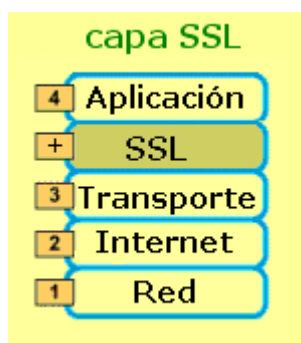 capa SSL
4 Aplicación
+ SSL
3 Transporte
2 Internet
1 Red